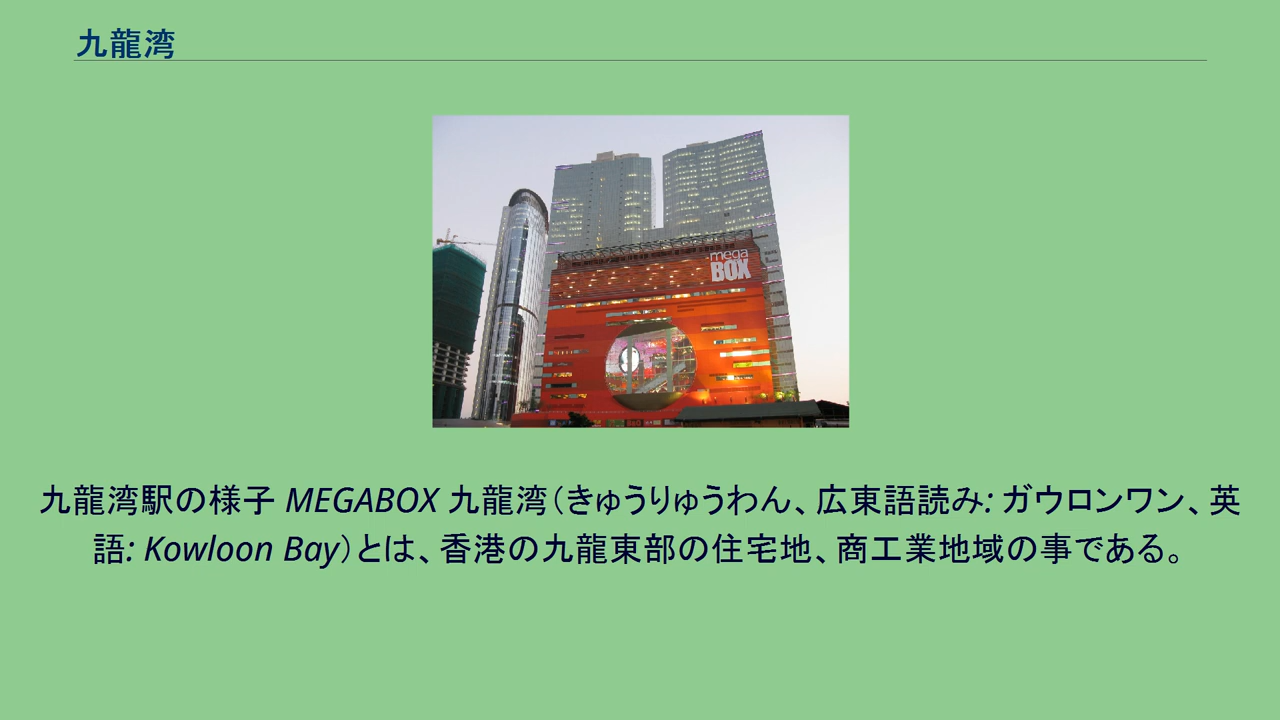 九龍湾
mega
BOX
九龍湾駅の様子 MEGABOX 九龍湾（きゅうりゅうわん、広東語読み: ガウロンワン、英
語: Kowloon Bay）とは、香港の九龍東部の住宅地、商工業地域の事である。